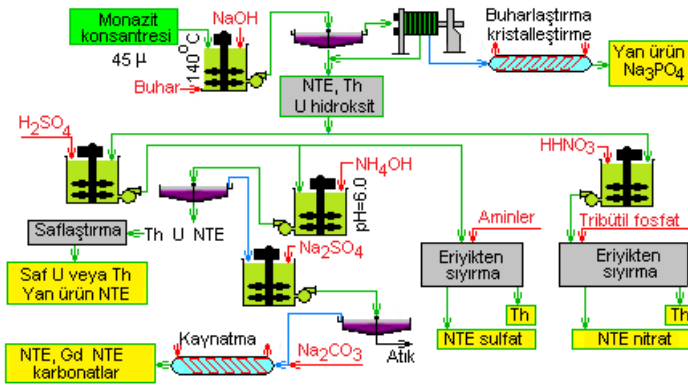 Monazit
konsantresi
45 µ
NaOH
140°C
Buhar
Buharlaştırma
kristalleştirme
Yan ürün
Na3PO4
NTE, Th
U hidroksit
H2SO4
HHNO3
NH4OH
pH=6.0
Saflaştırma
Th U NTE
Na2SO4
Aminler
Tribütil fosfat
Eriyikten
sıyırma
Eriyikten
sıyırma
Saf U veya Th
Yan ürün NTE
Th
Th
NTE sulfat
NTE nitrat
Kaynatma
Na2CO3
Atık
NTE, Gd NTE
karbonatlar